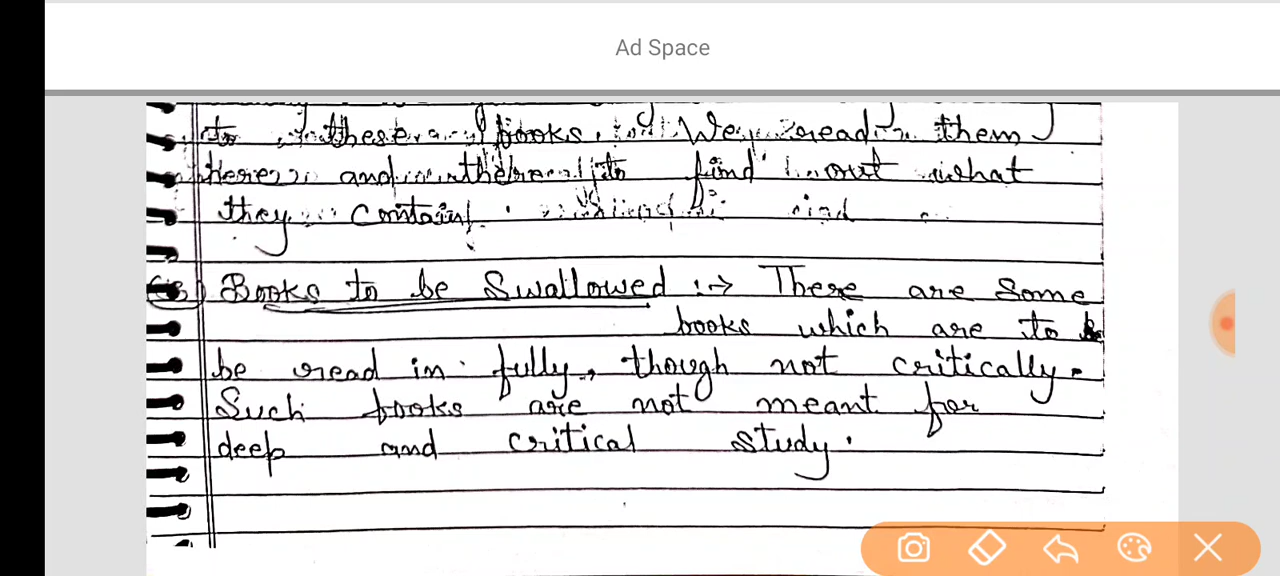 Ad Space
to these books. We read them
here and there to find out what
they contain.
Books to be Swallowed :→ There are Some
books which are to be
be read in fully, though not critically.
Such books are not meant for
deep and critical study.